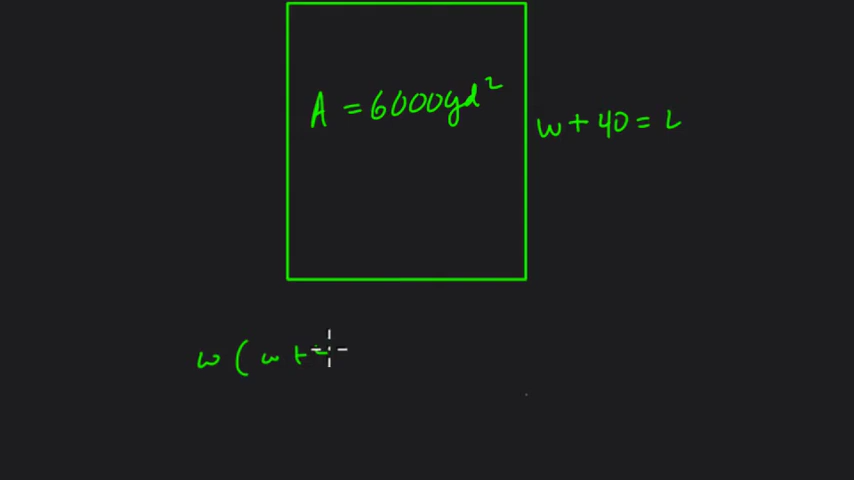 A = 6000yd²
w + 40 = L
w ( w +